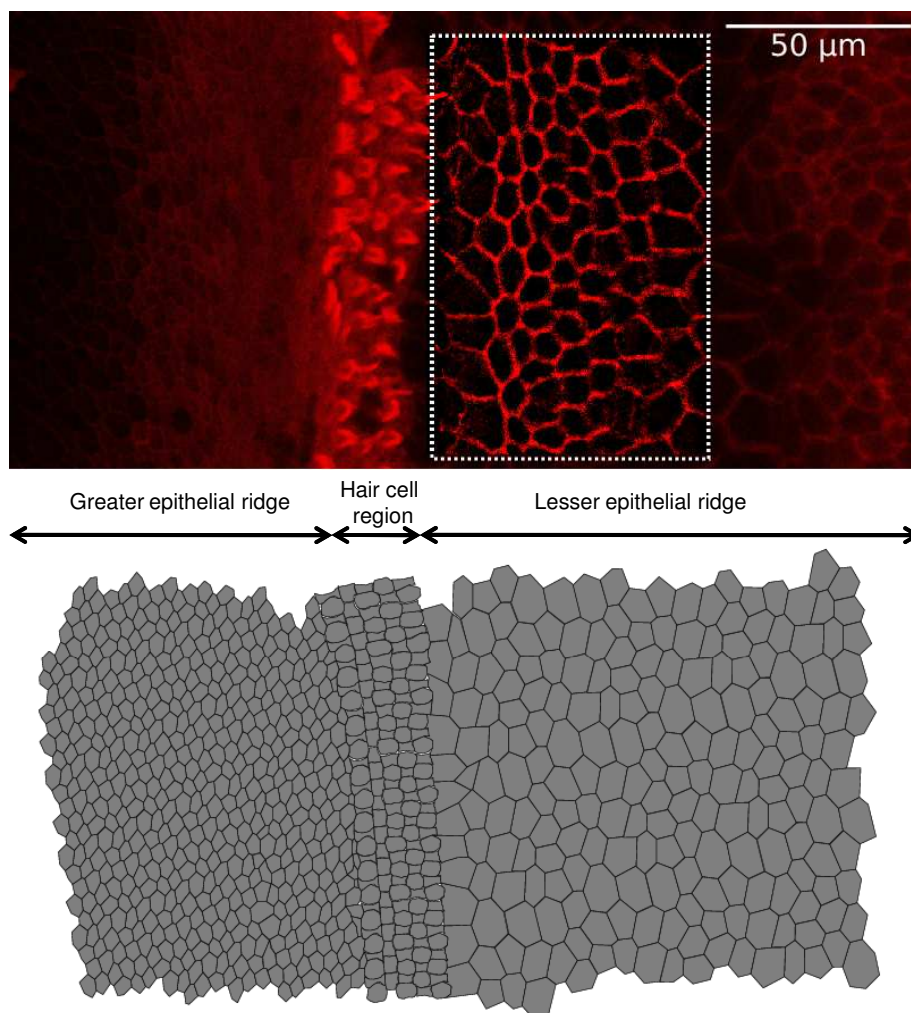 50 μm
Greater epithelial ridge
Hair cell
region
Lesser epithelial ridge